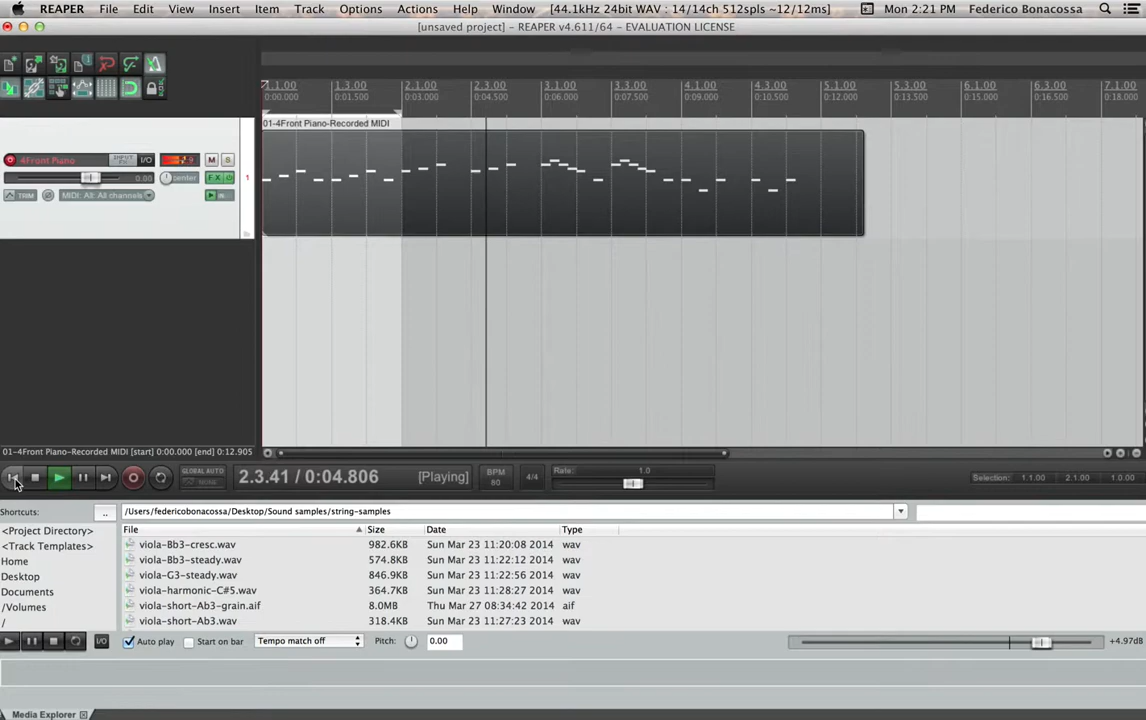 REAPER File Edit View Insert Item Track Options Actions Help Window [44.1kHz 24bit WAV : 14/14ch 512spls ~12/12ms] Mon 2:21 PM Federico Bonacossa
[unsaved project] - REAPER v4.611/64 - EVALUATION LICENSE
1.1.00 1.3.00 2.1.00 2.3.00 3.1.00 3.3.00 4.1.00 4.3.00 5.1.00 5.3.00 6.1.00 6.3.00 7.1.00
0:00.000 0:01.500 0:03.000 0:04.500 0:06.000 0:07.500 0:09.000 0:10.500 0:12.000 0:13.500 0:15.000 0:16.500 0:18.000
01-4Front Piano-Recorded MIDI
4Front Piano INPUT FX I/O M S
0.00 center FX 1
TRIM MIDI: All: All channels
01-4Front Piano-Recorded MIDI [start] 0:00.000 [end] 0:12.905
2.3.41 / 0:04.806 [Playing]
GLOBAL AUTO
NONE
BPM
80
4/4
Rate: 1.0
Selection: 1.1.00 2.1.00 1.0.00
Shortcuts: .. /Users/federicobonacossa/Desktop/Sound samples/string-samples
File Size Date Type
<Project Directory>
<Track Templates>
Home
Desktop
Documents
/Volumes
/
viola-Bb3-cresc.wav 982.6KB Sun Mar 23 11:20:08 2014 wav
viola-Bb3-steady.wav 574.8KB Sun Mar 23 11:22:12 2014 wav
viola-G3-steady.wav 846.9KB Sun Mar 23 11:22:56 2014 wav
viola-harmonic-C#5.wav 364.7KB Sun Mar 23 11:28:27 2014 wav
viola-short-Ab3-grain.aif 8.0MB Thu Mar 27 08:34:42 2014 aif
viola-short-Ab3.wav 318.4KB Sun Mar 23 11:27:23 2014 wav
I/O Auto play Start on bar Tempo match off Pitch: 0.00 +4.97dB
Media Explorer